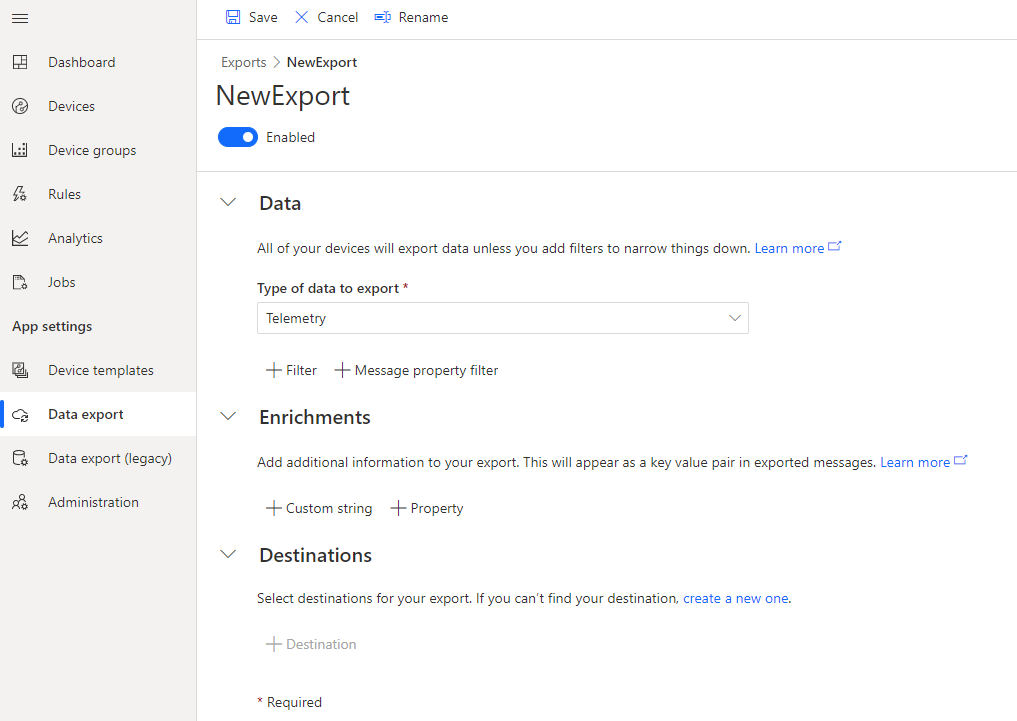 Save Cancel Rename
Dashboard
Devices
Device groups
Rules
Analytics
Jobs
App settings
Device templates
Data export
Data export (legacy)
Administration
Exports > NewExport
NewExport
Enabled
Data
All of your devices will export data unless you add filters to narrow things down. Learn more
Type of data to export *
Telemetry
+ Filter + Message property filter
Enrichments
Add additional information to your export. This will appear as a key value pair in exported messages. Learn more
+ Custom string + Property
Destinations
Select destinations for your export. If you can’t find your destination, create a new one.
+ Destination
* Required